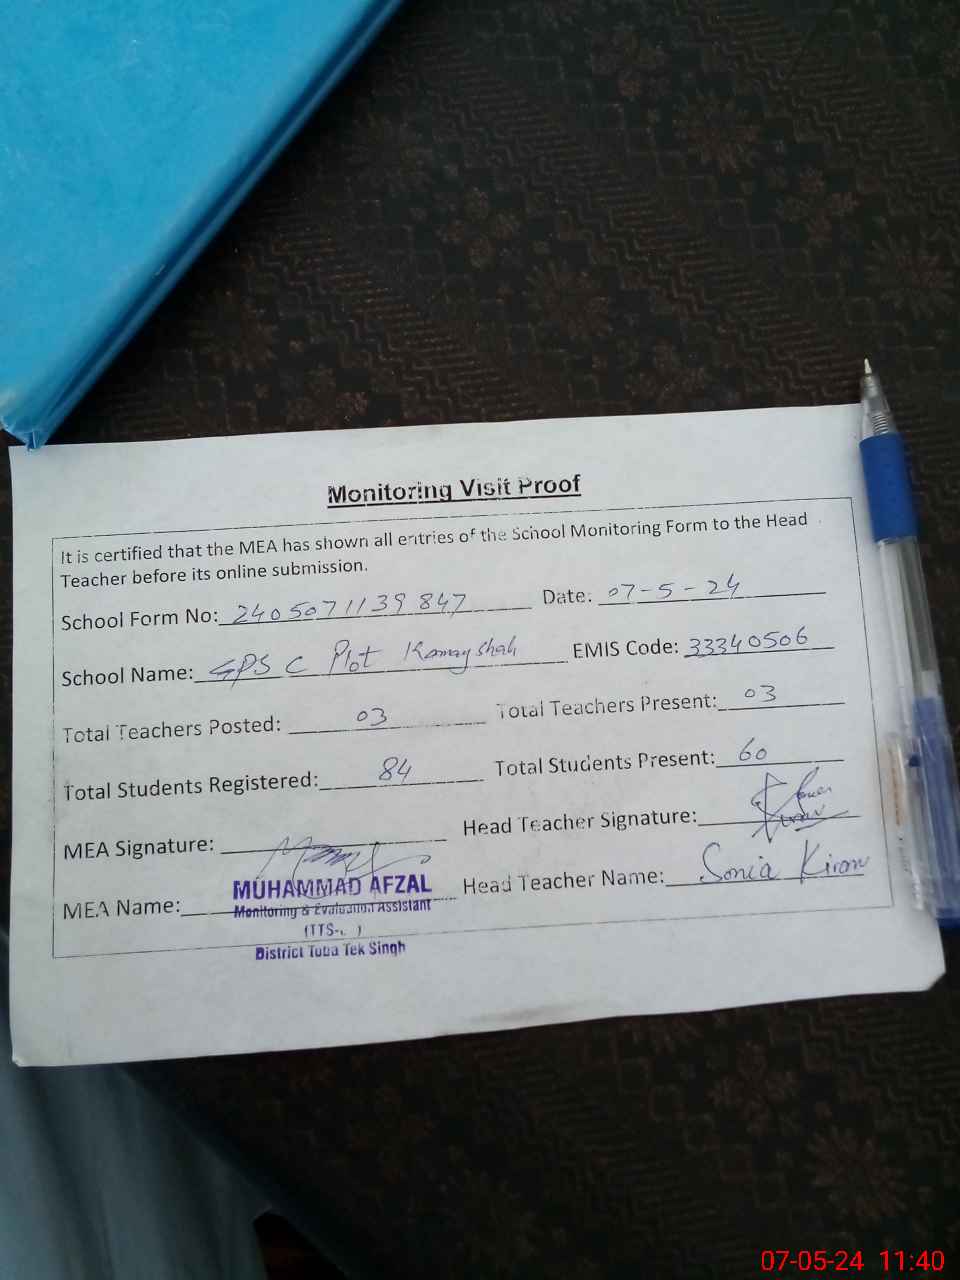 Monitoring Visit Proof
It is certified that the MEA has shown all entries of the School Monitoring Form to the Head
Teacher before its online submission.
School Form No: 2405071139847 Date: 07-5-24
School Name: GPS C Plot Kamay shah EMIS Code: 33340506
Total Teachers Posted: 03 Total Teachers Present: 03
Total Students Registered: 84 Total Students Present: 60
MEA Signature: Head Teacher Signature:
MEA Name: MUHAMMAD AFZAL Head Teacher Name: Sonia Kiran
Monitoring & Evaluation Assistant
District Toba Tek Singh
07-05-24 11:40